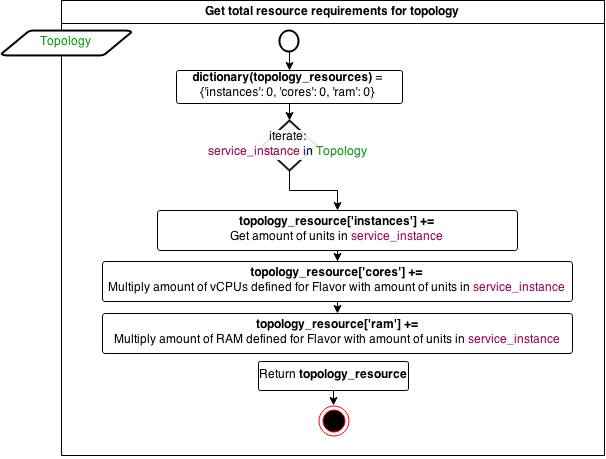 Get total resource requirements for topology
Topology
dictionary(topology_resources) =
{'instances': 0, 'cores': 0, 'ram': 0}
iterate:
service_instance in Topology
topology_resource['instances'] +=
Get amount of units in service_instance
topology_resource['cores'] +=
Multiply amount of vCPUs defined for Flavor with amount of units in service_instance
topology_resource['ram'] +=
Multiply amount of RAM defined for Flavor with amount of units in service_instance
Return topology_resource